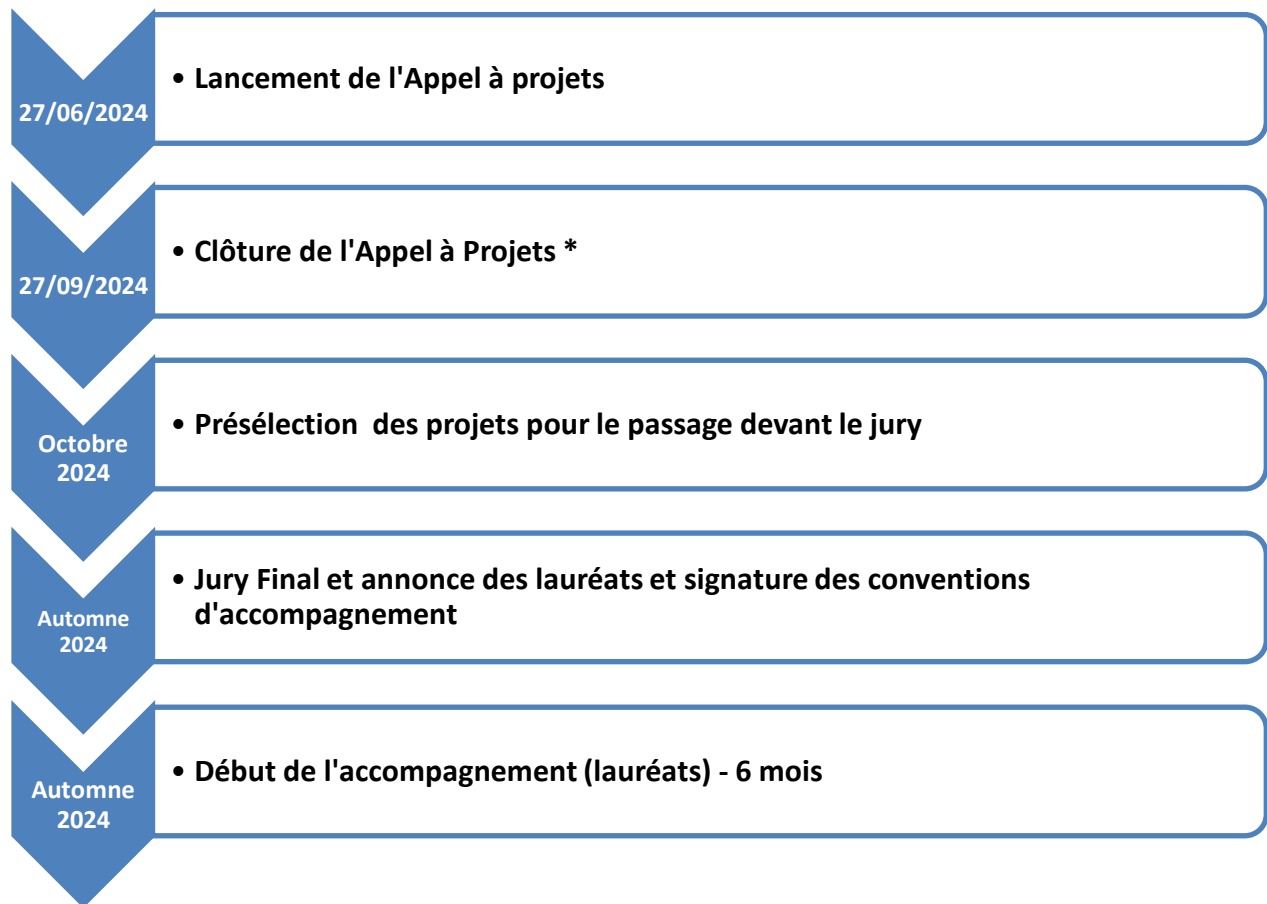 27/06/2024
• Lancement de l'Appel à projets
27/09/2024
• Clôture de l'Appel à Projets *
Octobre
2024
• Présélection  des projets pour le passage devant le jury
Automne
2024
• Jury Final et annonce des lauréats et signature des conventions
d'accompagnement
Automne
2024
• Début de l'accompagnement (lauréats) - 6 mois